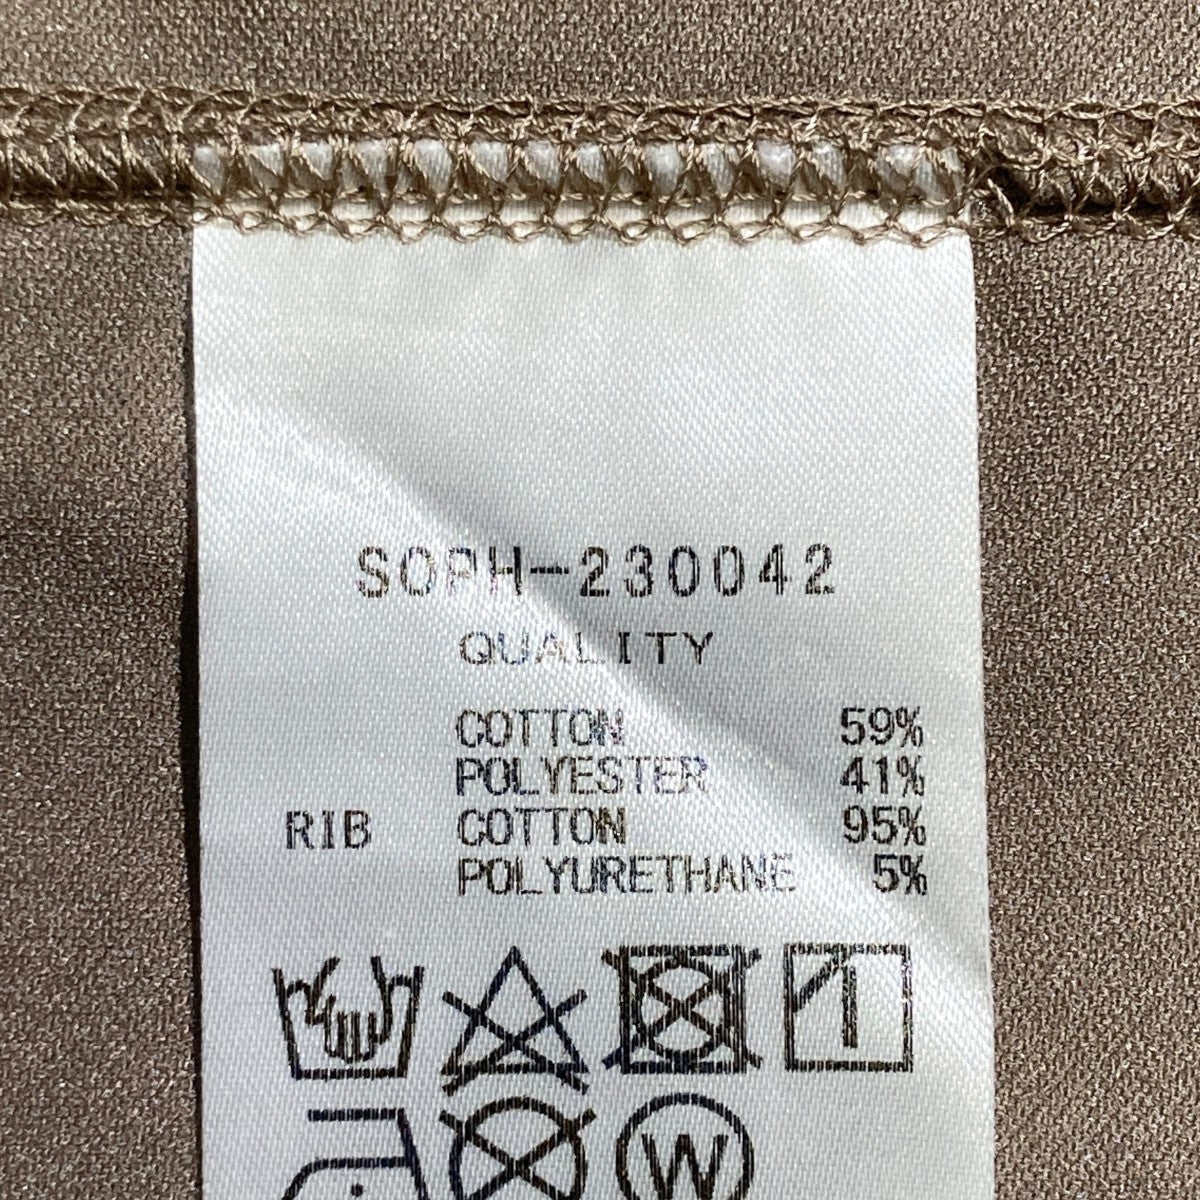 SOPH-230042
QUALITY
COTTON 59%
POLYESTER 41%
RIB COTTON 95%
POLYURETHANE 5%
W